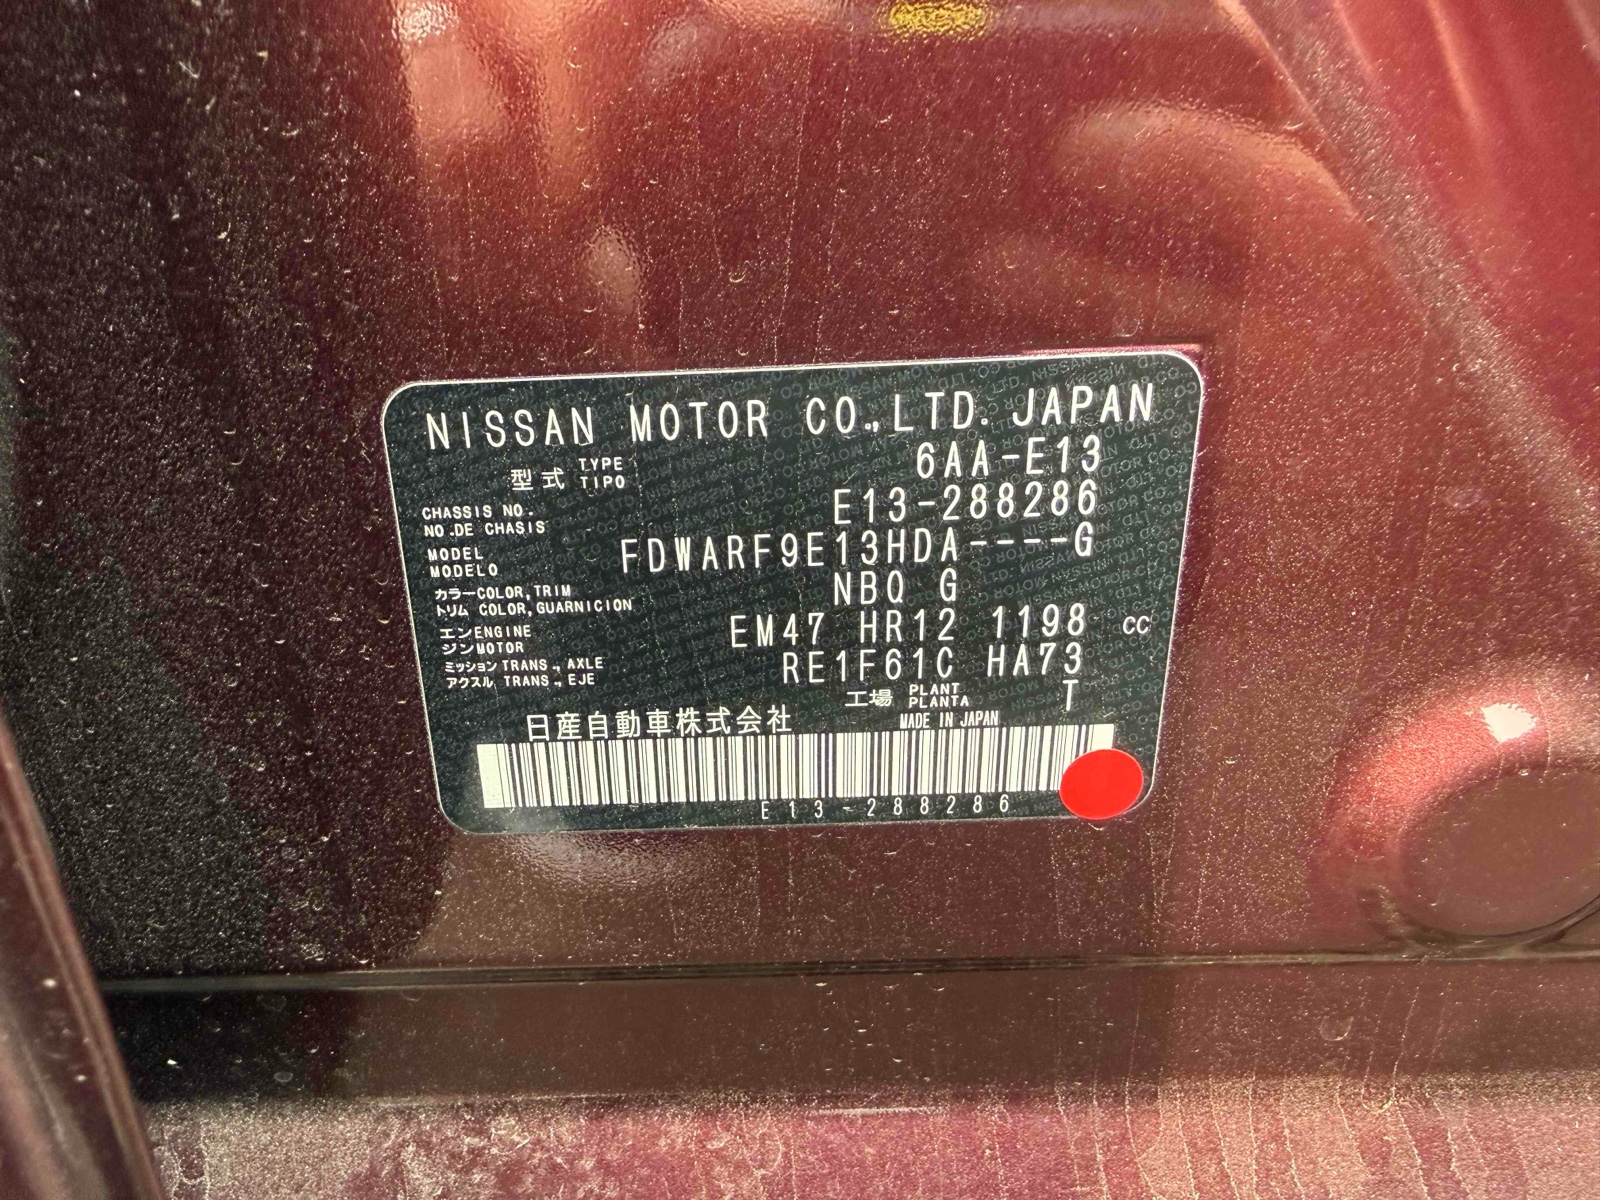 NISSAN MOTOR CO.,LTD. JAPAN
型式 TYPE TIPO 6AA-E13
CHASSIS NO. NO.DE CHASIS E13-288286
MODEL MODELO FDWARF9E13HDA----G
カラー COLOR,TRIM NBQ G
トリム COLOR,GUARNICION
エン ENGINE EM47 HR12 1198 CC
ジン MOTOR
ミッション TRANS.,AXLE RE1F61C HA73
アクスル TRANS.,EJE
工場 PLANT PLANTA T
日産自動車株式会社 MADE IN JAPAN
E13-288286